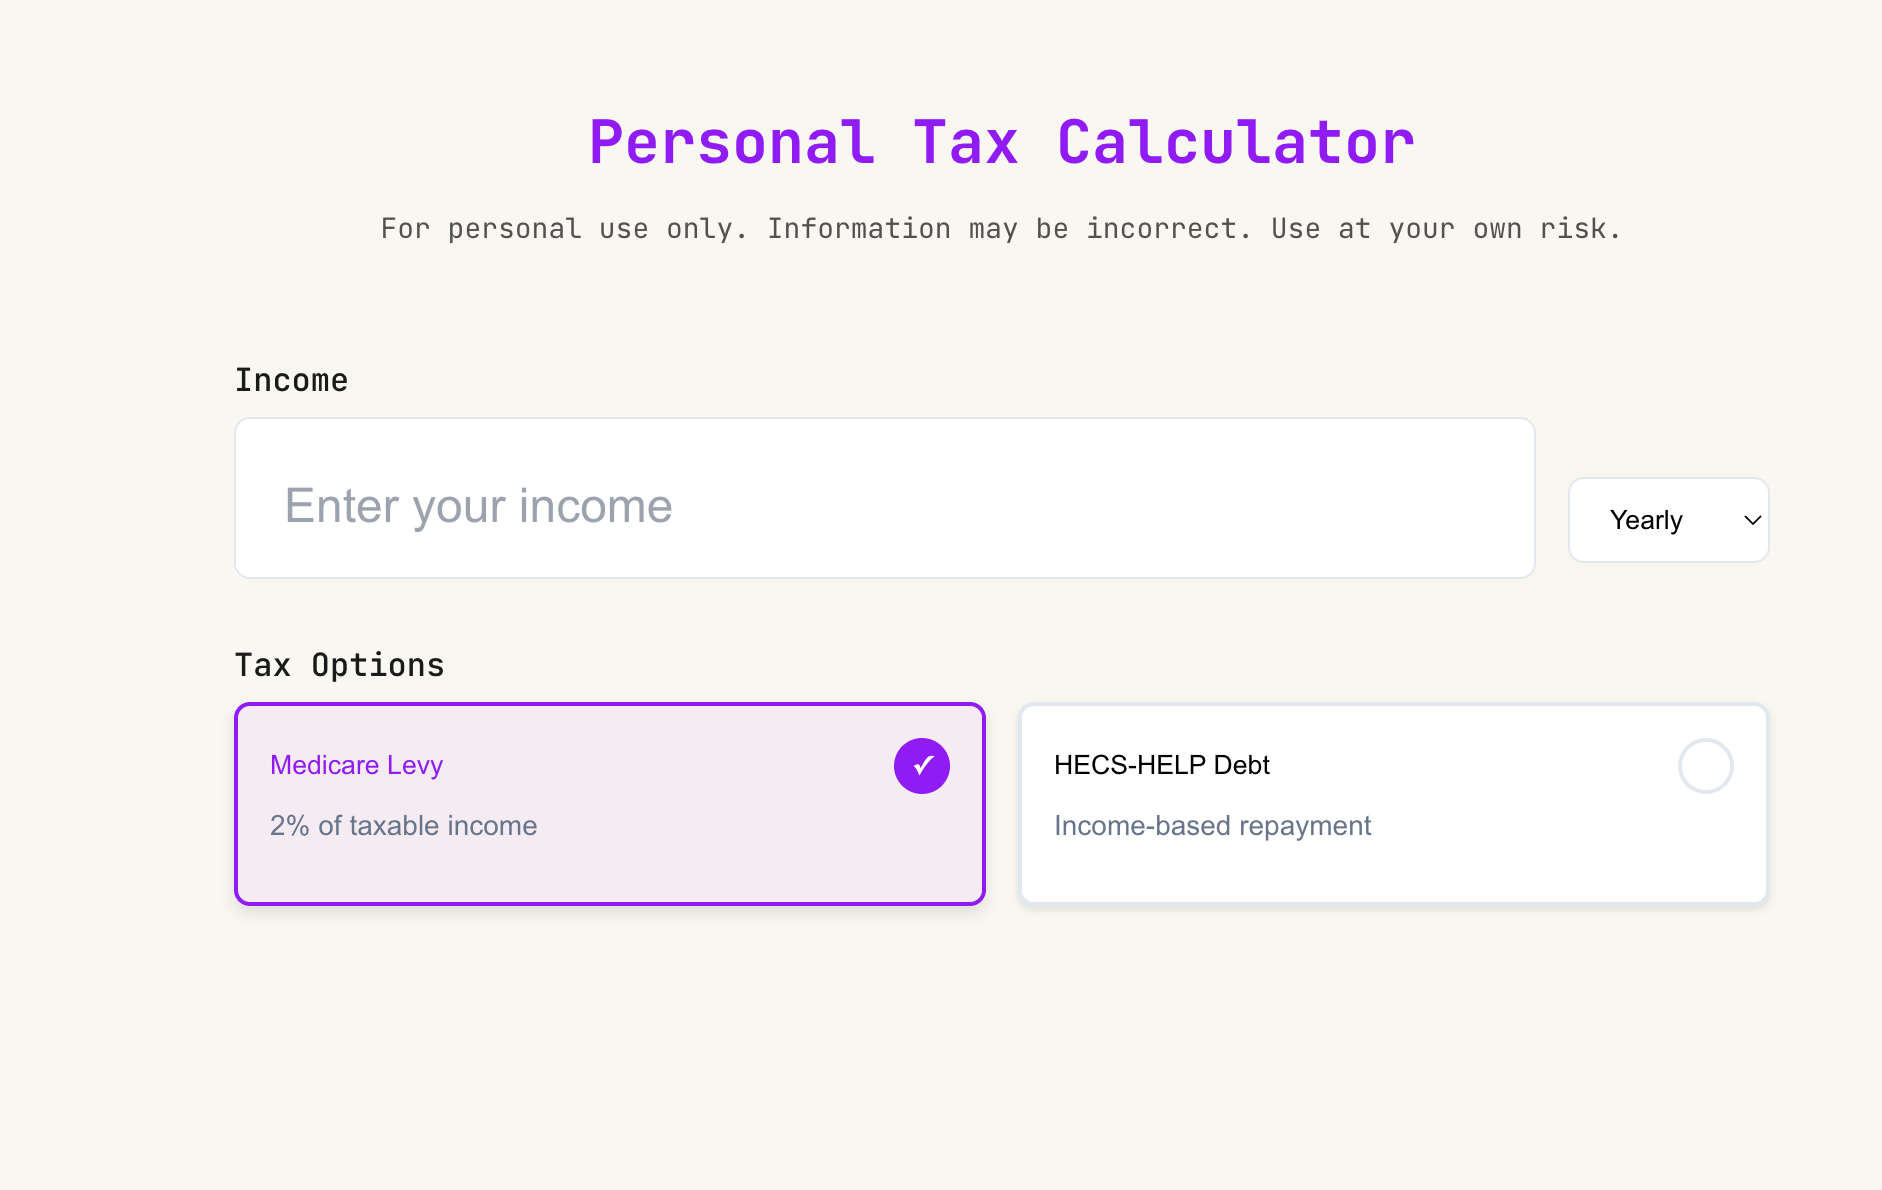 Personal Tax Calculator
For personal use only. Information may be incorrect. Use at your own risk.
Income
Enter your income
Yearly
Tax Options
Medicare Levy
2% of taxable income
HECS-HELP Debt
Income-based repayment